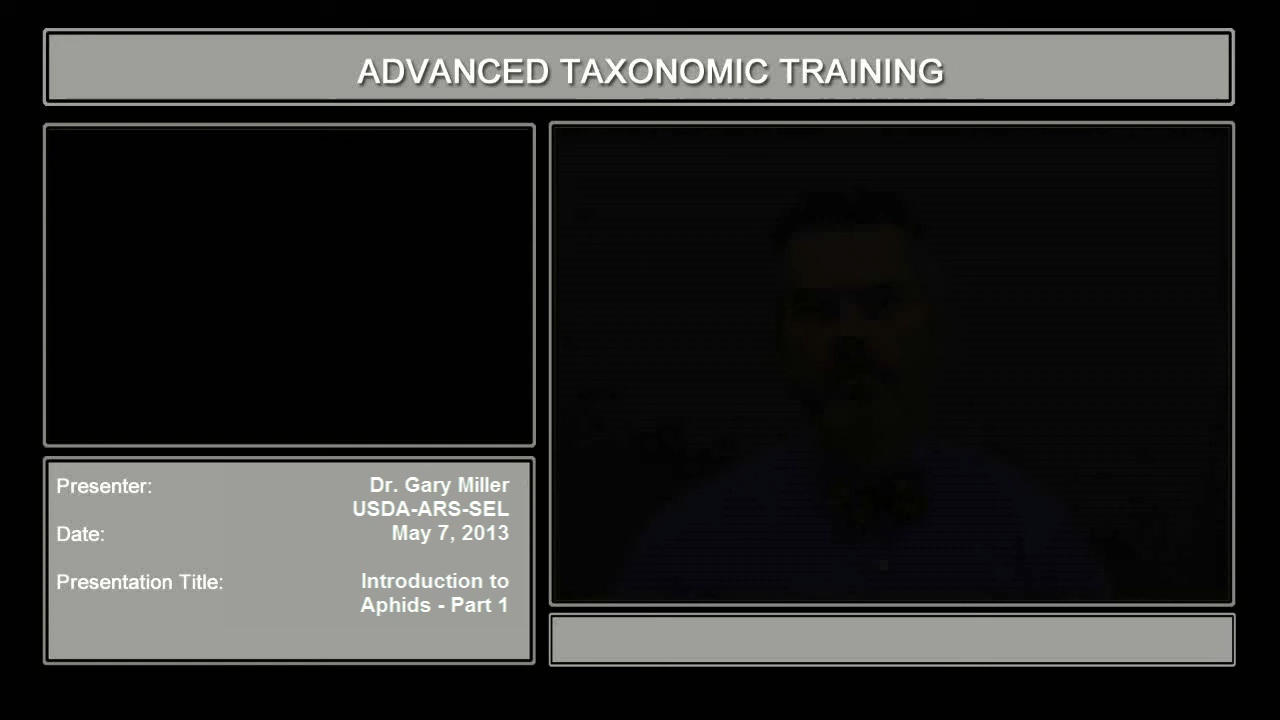 ADVANCED TAXONOMIC TRAINING
Presenter: Dr. Gary Miller
USDA-ARS-SEL
Date: May 7, 2013
Presentation Title: Introduction to
Aphids - Part 1